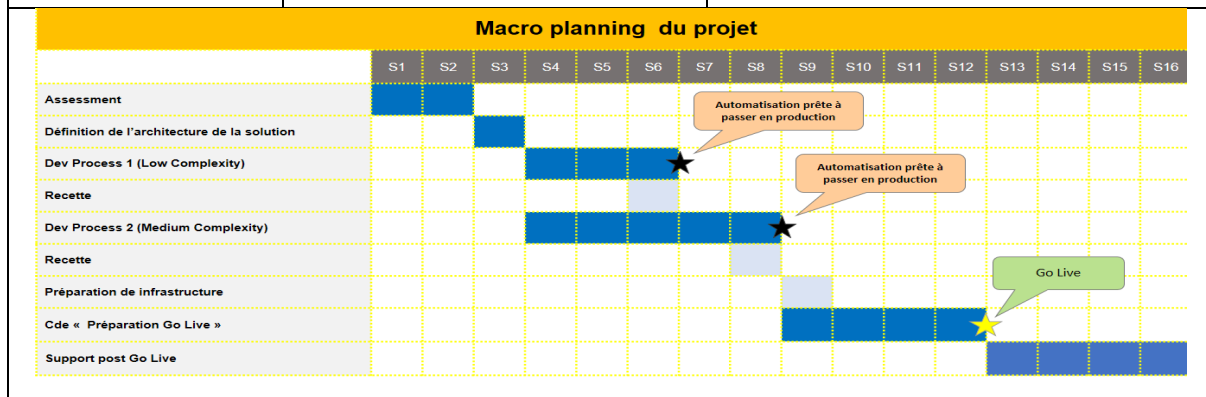 Macro planning du projet
S1 S2 S3 S4 S5 S6 S7 S8 S9 S10 S11 S12 S13 S14 S15 S16
Assessment
Automatisation prête à
passer en production
Définition de l'architecture de la solution
Dev Process 1 (Low Complexity)
Automatisation prête à
passer en production
Recette
Dev Process 2 (Medium Complexity)
Recette
Go Live
Préparation de infrastructure
Cde « Préparation Go Live »
Support post Go Live